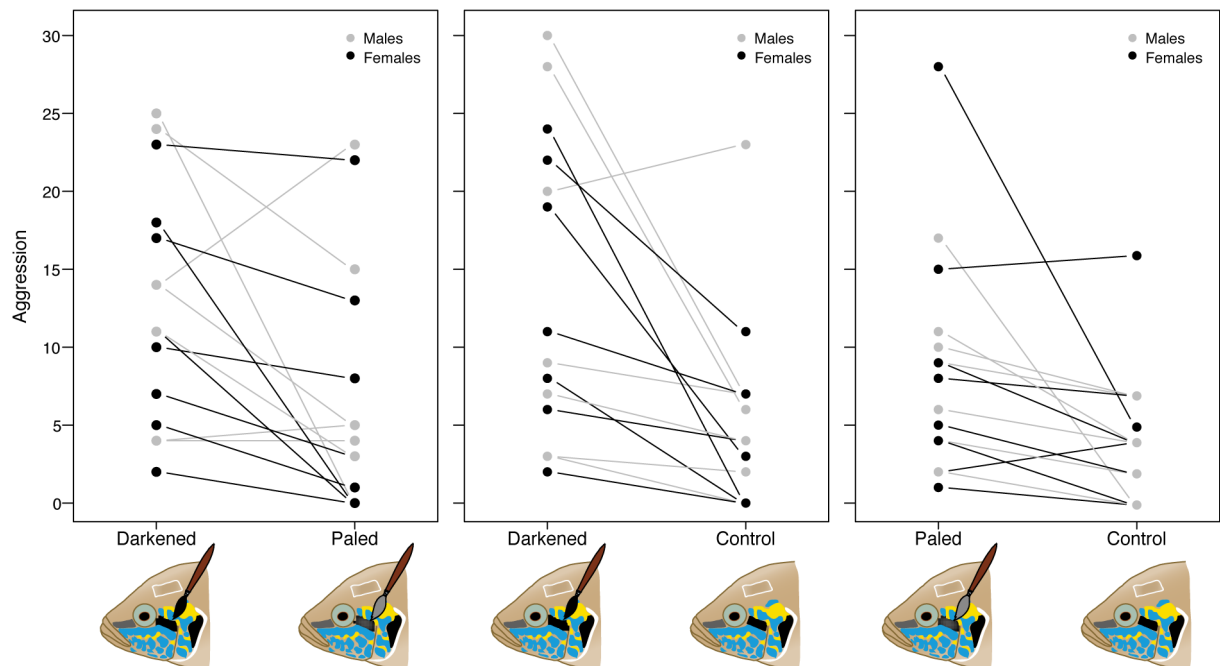 Aggression
30
25
20
15
10
5
0
Males
Females
Males
Females
Males
Females
Darkened Paled Darkened Control Paled Control